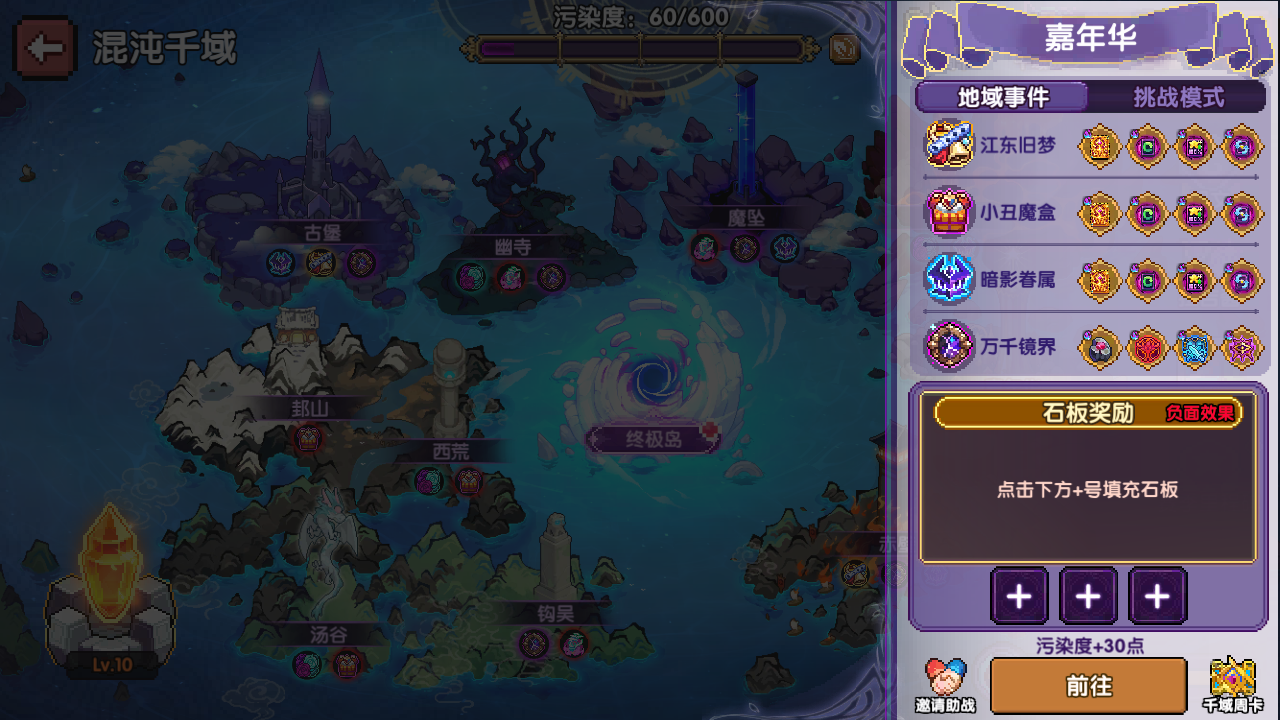 混沌千域
污染度：60/600
古堡
幽寺
魔坠
邽山
西荒
终极岛
赤
钩吴
汤谷
Lv.10
嘉年华
地域事件 挑战模式
江东旧梦
小丑魔盒
暗影眷属
万千镜界
石板奖励 负面效果
点击下方+号填充石板
+ + +
污染度+30点
邀请助战
前往
千域周卡